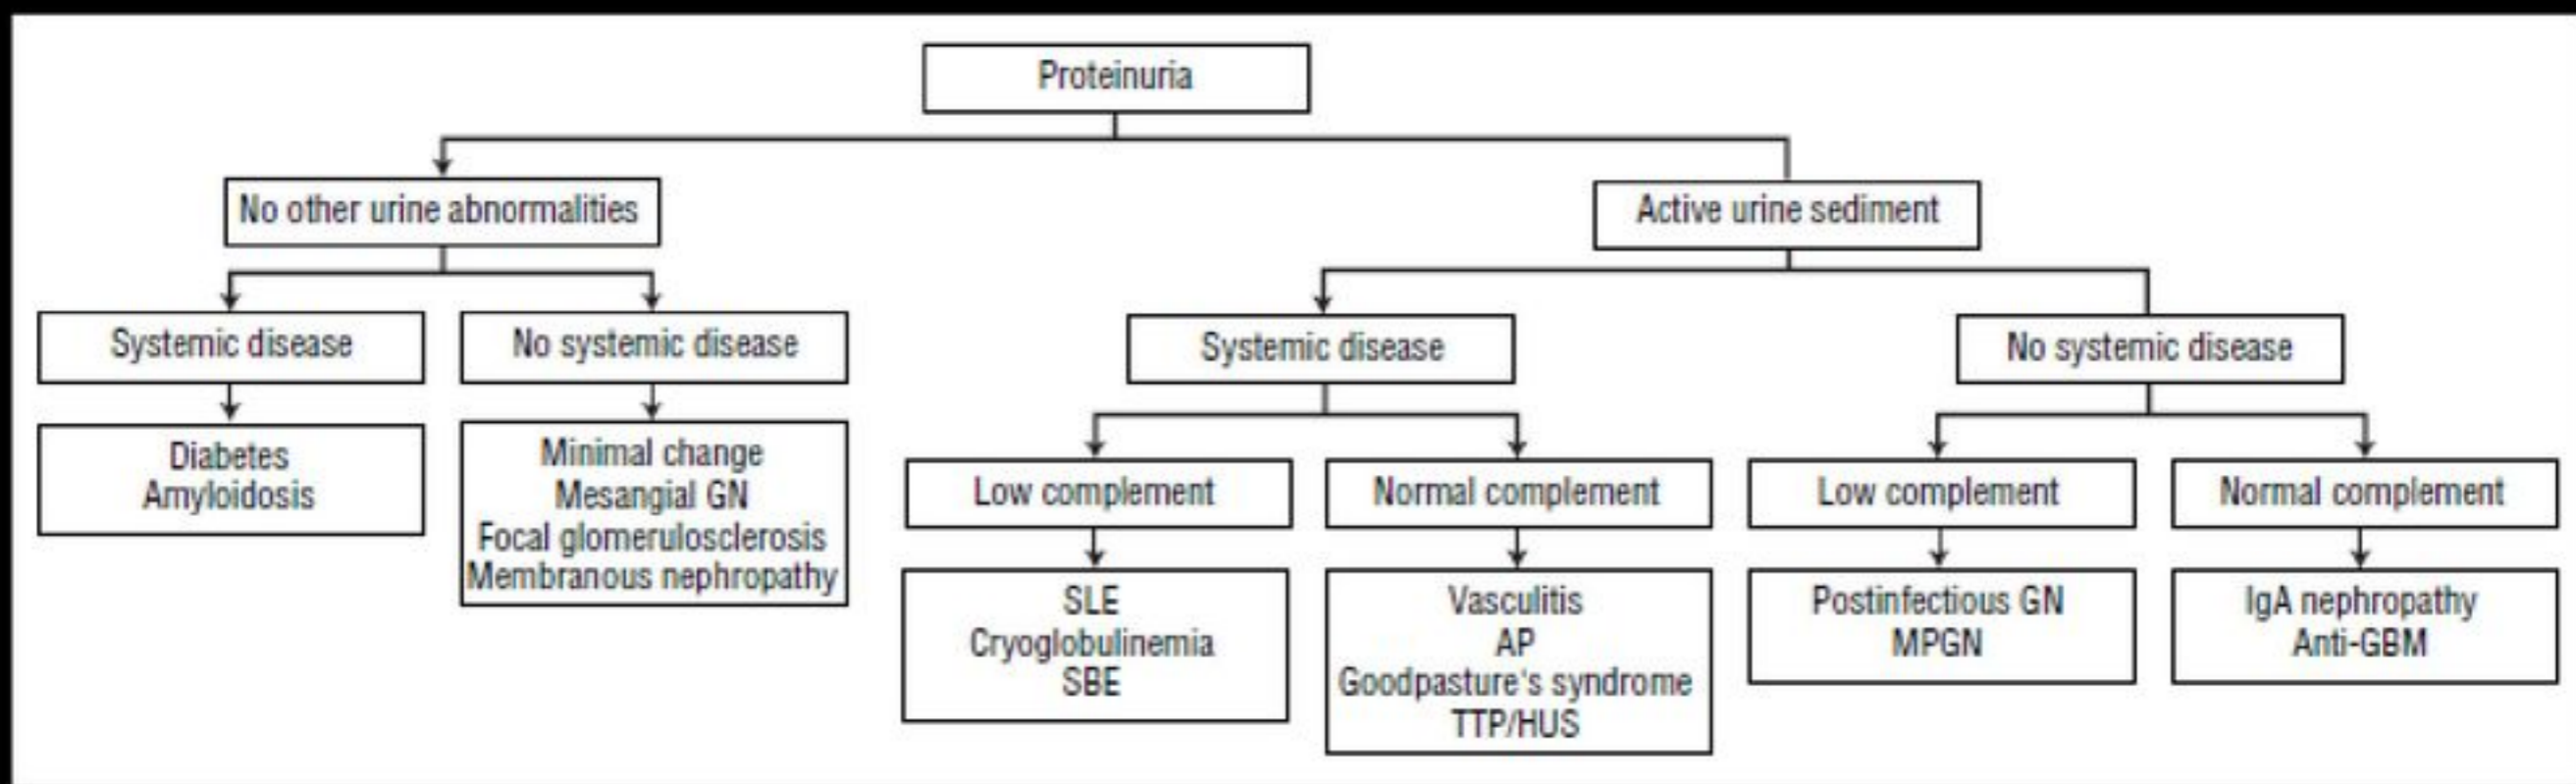 Proteinuria
No other urine abnormalities
Active urine sediment
Systemic disease
No systemic disease
Systemic disease
No systemic disease
Diabetes
Amyloidosis
Minimal change
Mesangial GN
Focal glomerulosclerosis
Membranous nephropathy
Low complement
Normal complement
Low complement
Normal complement
SLE
Cryoglobulinemia
SBE
Vasculitis
AP
Goodpasture's syndrome
TTP/HUS
Postinfectious GN
MPGN
IgA nephropathy
Anti-GBM